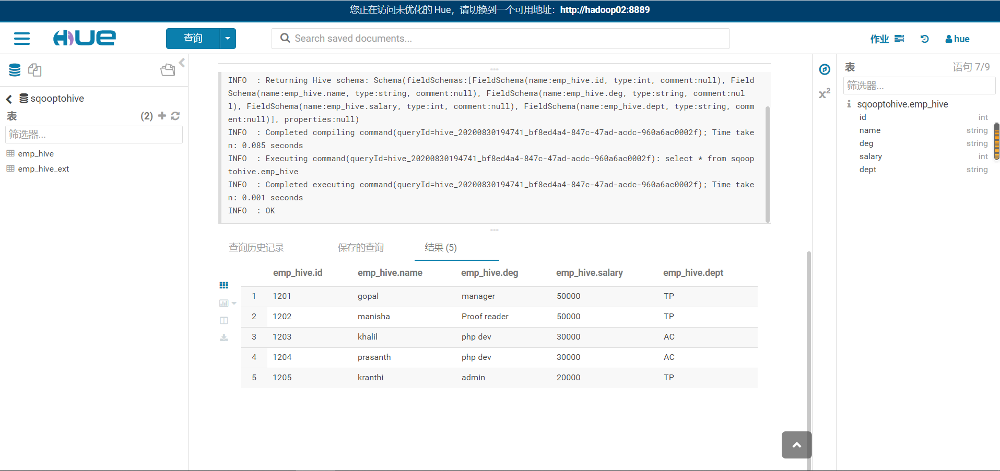 您正在访问未优化的 Hue，请切换到一个可用地址：http://hadoop02:8889
HUE 查询 Search saved documents... 作业 hue
sqooptohive
表 (2)
筛选器...
emp_hive
emp_hive_ext
INFO  : Returning Hive schema: Schema(fieldSchemas:[FieldSchema(name:emp_hive.id, type:int, comment:null), Field
Schema(name:emp_hive.name, type:string, comment:null), FieldSchema(name:emp_hive.deg, type:string, comment:nul
l), FieldSchema(name:emp_hive.salary, type:int, comment:null), FieldSchema(name:emp_hive.dept, type:string, comm
ent:null)], properties:null)
INFO  : Completed compiling command(queryId=hive_20200830194741_bf8ed4a4-847c-47ad-acdc-960a6ac0002f); Time take
n: 0.085 seconds
INFO  : Executing command(queryId=hive_20200830194741_bf8ed4a4-847c-47ad-acdc-960a6ac0002f): select * from sqoop
tohive.emp_hive
INFO  : Completed executing command(queryId=hive_20200830194741_bf8ed4a4-847c-47ad-acdc-960a6ac0002f); Time take
n: 0.001 seconds
INFO  : OK
查询历史记录 保存的查询 结果 (5)
emp_hive.id emp_hive.name emp_hive.deg emp_hive.salary emp_hive.dept
1 1201 gopal manager 50000 TP
2 1202 manisha Proof reader 50000 TP
3 1203 khalil php dev 30000 AC
4 1204 prasanth php dev 30000 AC
5 1205 kranthi admin 20000 TP
x²
表 语句 7/9
筛选器...
sqooptohive.emp_hive
id int
name string
deg string
salary int
dept string